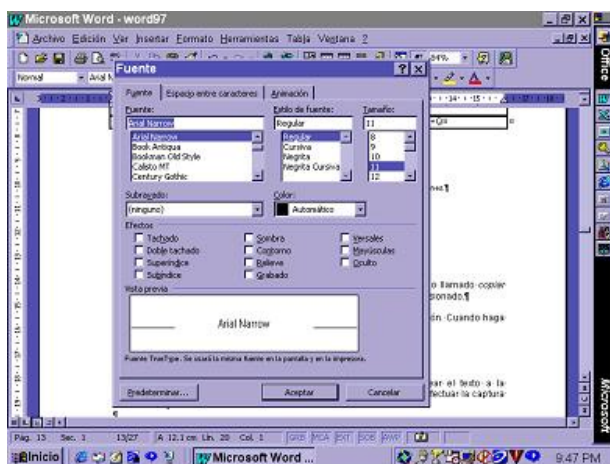 Microsoft Word - word97
Archivo Edición Ver Insertar Formato Herramientas Tabla Ventana ?
Normal
Fuente
Fuente Espacio entre caracteres Animación
Fuente: Estilo de fuente: Tamaño:
Arial Narrow Regular 11
Arial Narrow Regular 8
Book Antiqua Cursiva 9
Bookman Old Style Negrita 10
Calisto MT Negrita Cursiva 11
Century Gothic 12
Subrayado: Color:
(ninguno) Automático
Efectos
Tachado Sombra Versales
Doble tachado Contorno Mayúsculas
Superíndice Relieve Oculto
Subíndice Grabado
Vista previa
Arial Narrow
Fuente TrueType. Se usará la misma fuente en la pantalla y en la impresora.
Predeterminar... Aceptar Cancelar
o llamado copiar
sionado.¶
ón. Cuando haga
ar el texto a la
fectuar la captura
Pág. 13 Sec. 1 13/27 A 12,1 cm Lín. 20 Col. 1 GRB MCA EXT SOB AWP
Inicio Microsoft Word ... 9:47 PM
Office
Microsoft